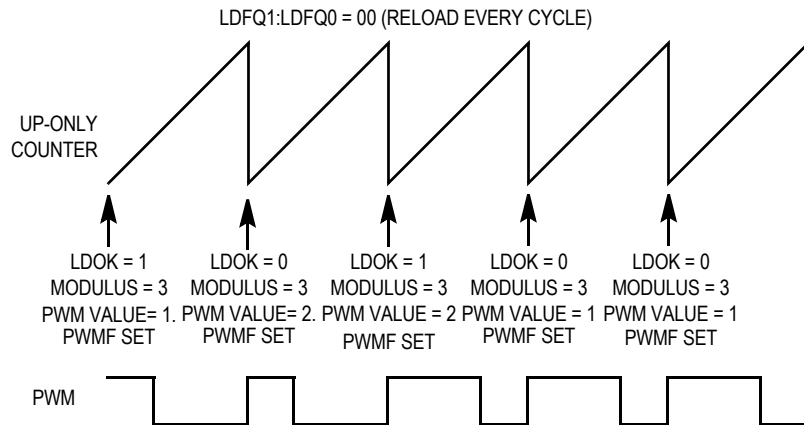 LDFQ1:LDFQ0 = 00 (RELOAD EVERY CYCLE)
UP-ONLY
COUNTER
LDOK = 1
MODULUS = 3
PWM VALUE= 1.
PWMF SET
LDOK = 0
MODULUS = 3
PWM VALUE= 2.
PWMF SET
LDOK = 1
MODULUS = 3
PWM VALUE = 2
PWMF SET
LDOK = 0
MODULUS = 3
PWM VALUE = 1
PWMF SET
LDOK = 0
MODULUS = 3
PWM VALUE = 1
PWMF SET
PWM